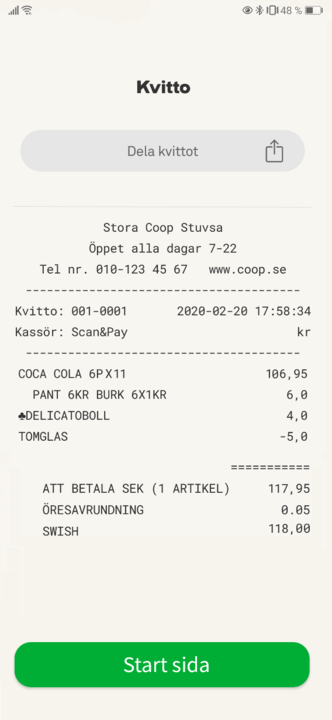 48 %
Kvitto
Dela kvittot
Stora Coop Stuvsa
Öppet alla dagar 7-22
Tel nr. 010-123 45 67 www.coop.se
----------------------------------------
Kvitto: 001-0001 2020-02-20 17:58:34
Kassör: Scan&Pay kr
----------------------------------------
COCA COLA 6PX11 106,95
PANT 6KR BURK 6X1KR 6,0
♣DELICATOBOLL 4,0
TOMGLAS -5,0
===========
ATT BETALA SEK (1 ARTIKEL) 117,95
ÖRESAVRUNDNING 0.05
SWISH 118,00
Start sida